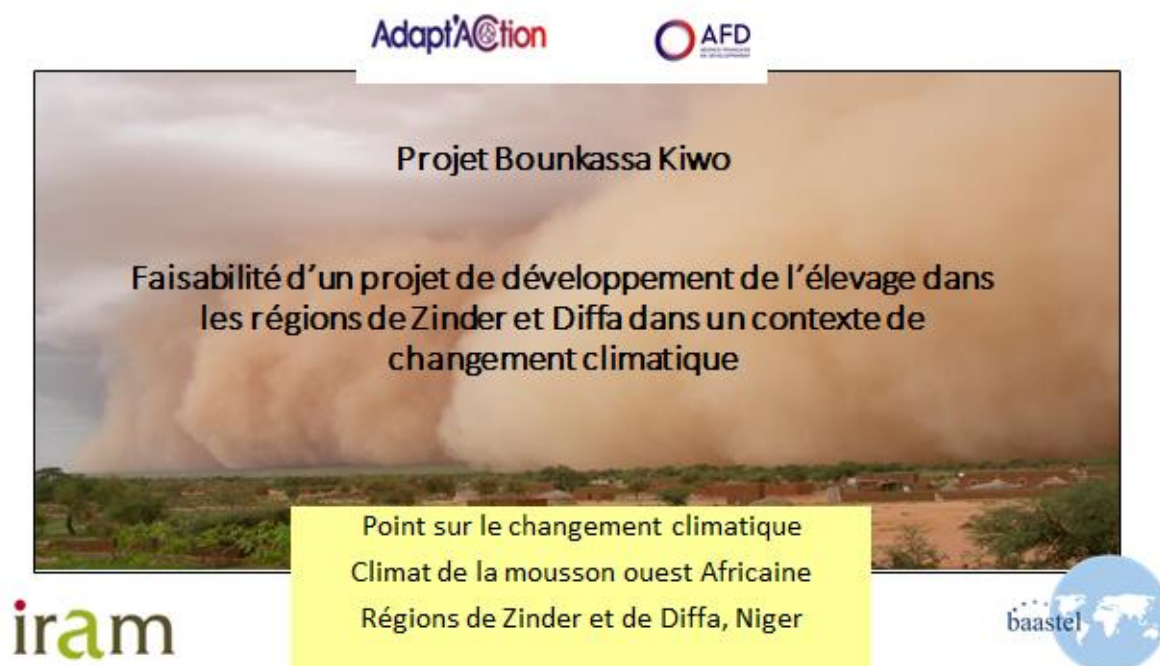 Adapt'Action
AFD
AGENCE FRANÇAISE
DE DÉVELOPPEMENT
Projet Bounkassa Kiwo
Faisabilité d'un projet de développement de l'élevage dans
les régions de Zinder et Diffa dans un contexte de
changement climatique
Point sur le changement climatique
Climat de la mousson ouest Africaine
Régions de Zinder et de Diffa, Niger
iram
baastel